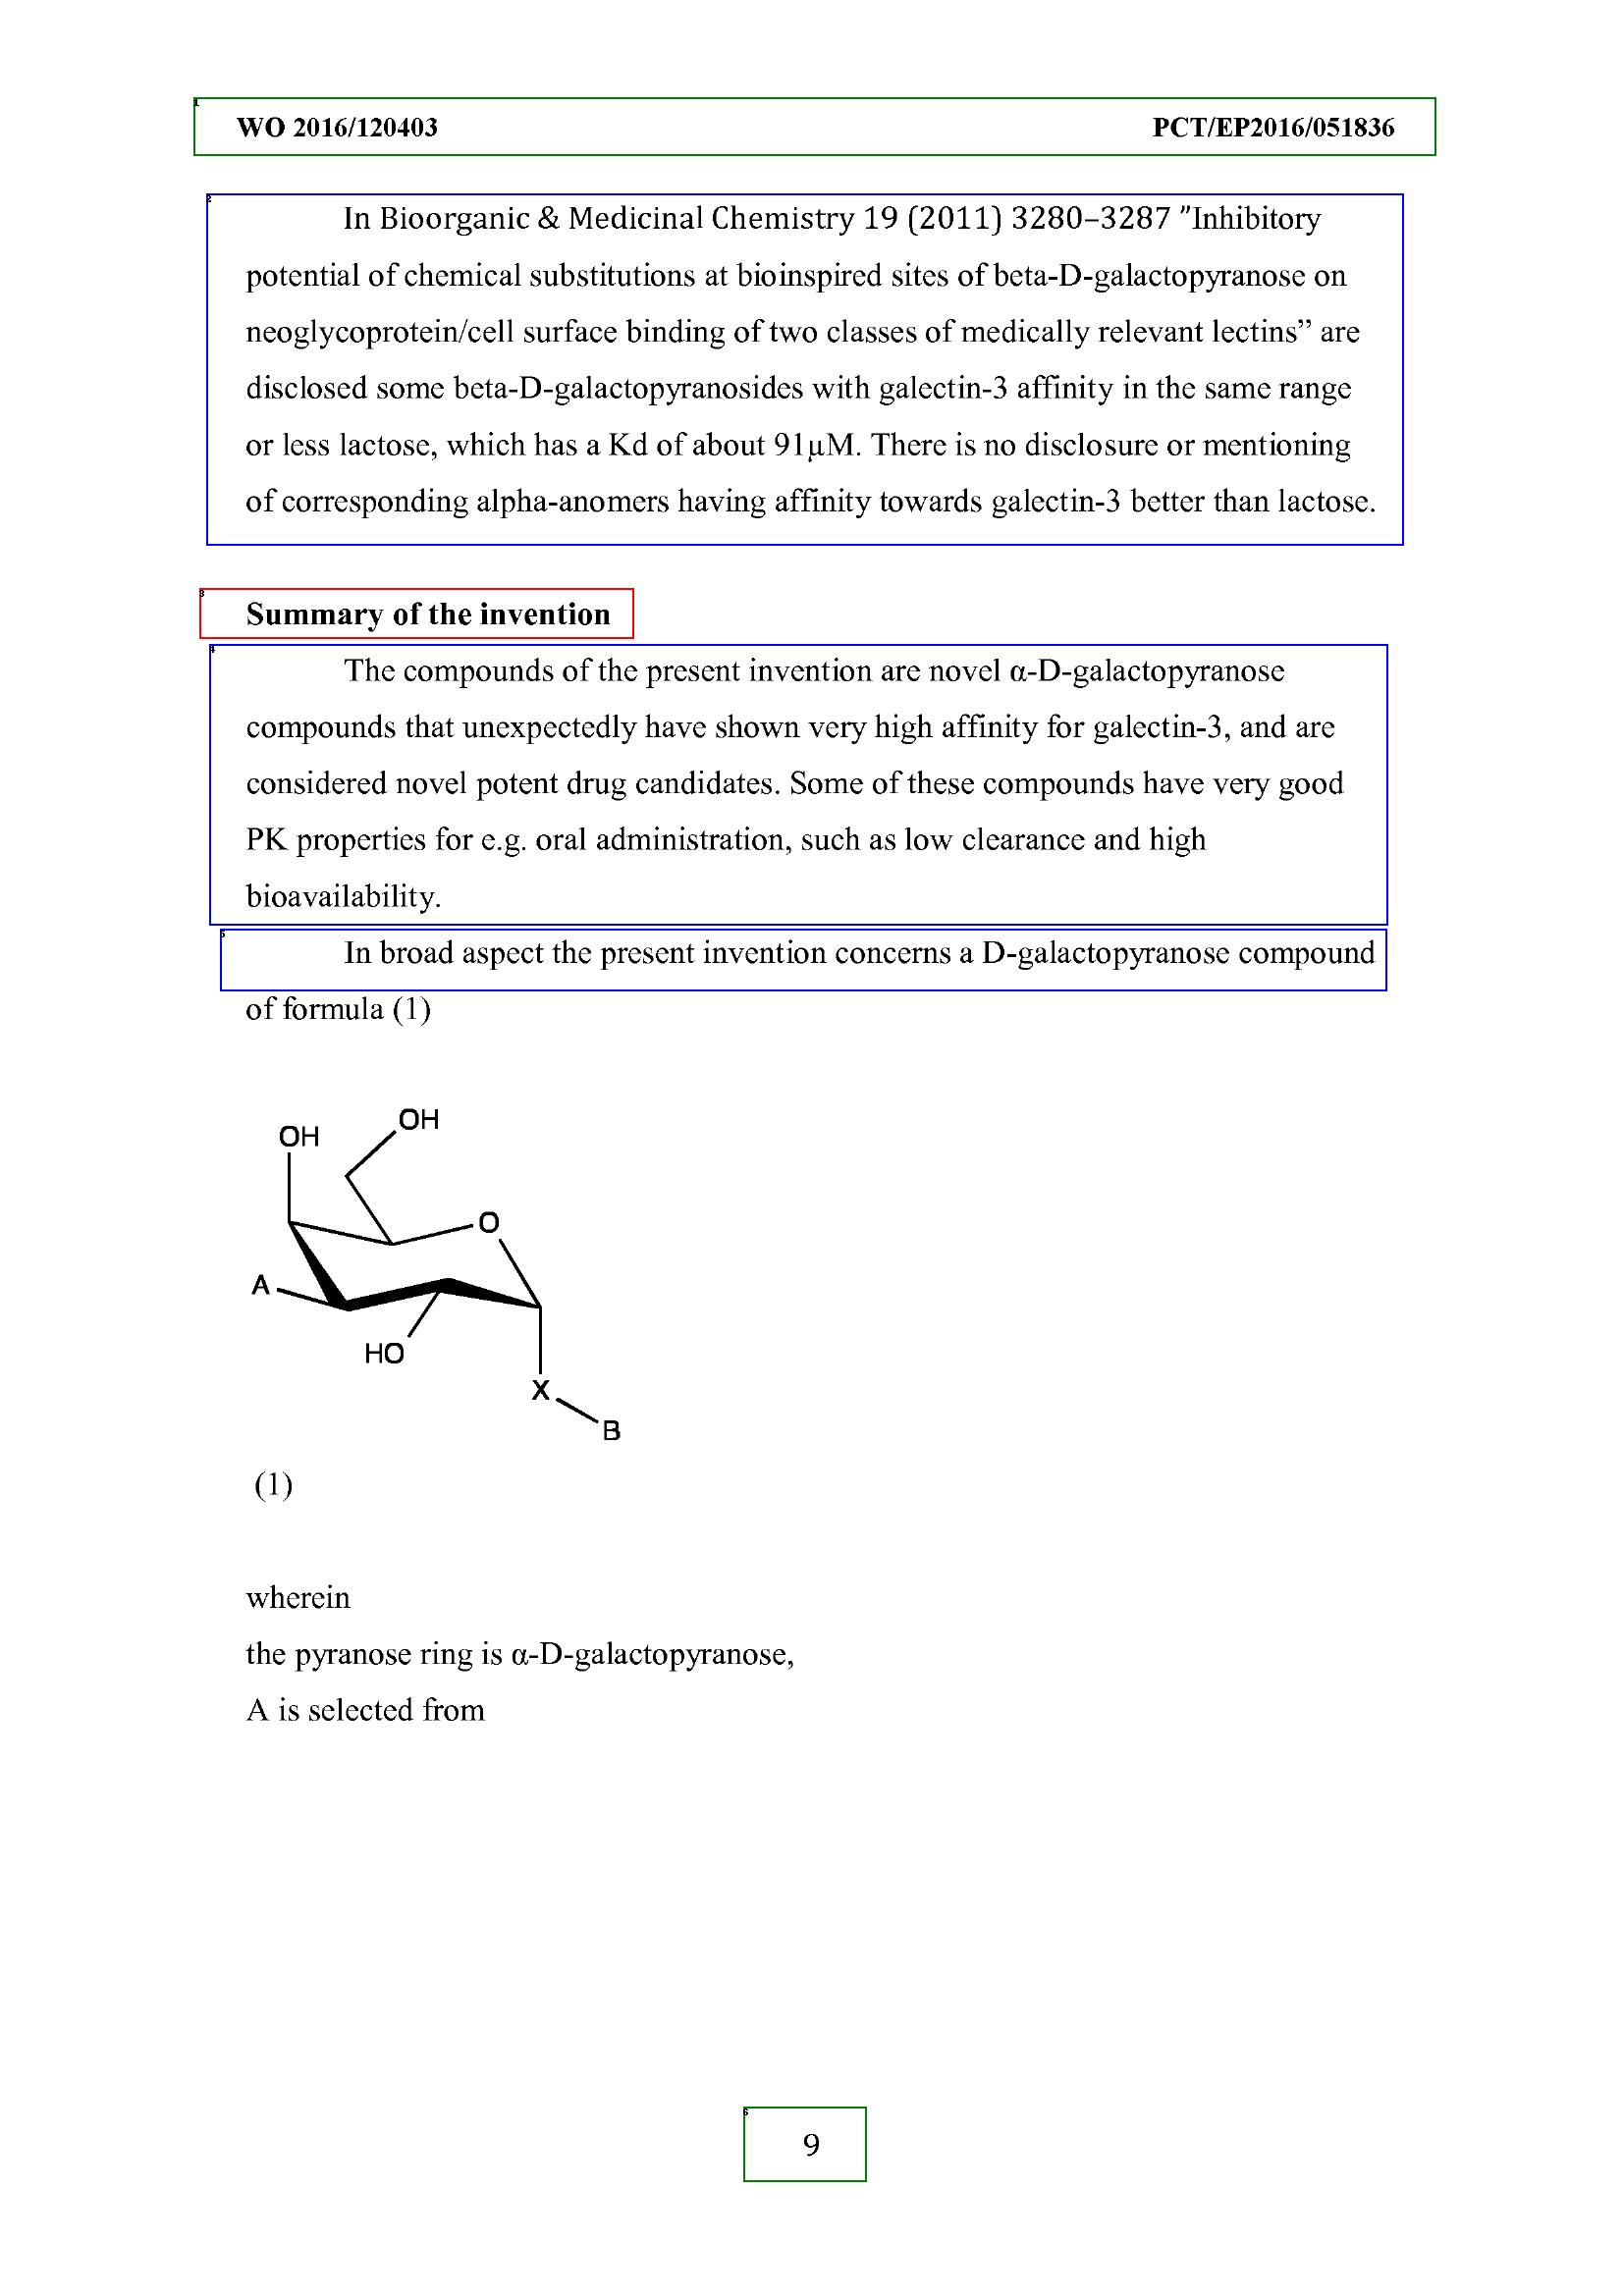 WO 2016/120403 PCT/EP2016/051836
In Bioorganic & Medicinal Chemistry 19 (2011) 3280–3287 ”Inhibitory
potential of chemical substitutions at bioinspired sites of beta-D-galactopyranose on
neoglycoprotein/cell surface binding of two classes of medically relevant lectins” are
disclosed some beta-D-galactopyranosides with galectin-3 affinity in the same range
or less lactose, which has a Kd of about 91µM. There is no disclosure or mentioning
of corresponding alpha-anomers having affinity towards galectin-3 better than lactose.
Summary of the invention
The compounds of the present invention are novel α-D-galactopyranose
compounds that unexpectedly have shown very high affinity for galectin-3, and are
considered novel potent drug candidates. Some of these compounds have very good
PK properties for e.g. oral administration, such as low clearance and high
bioavailability.
In broad aspect the present invention concerns a D-galactopyranose compound
of formula (1)
OH
OH
O
A
HO
X
B
(1)
wherein
the pyranose ring is α-D-galactopyranose,
A is selected from
9